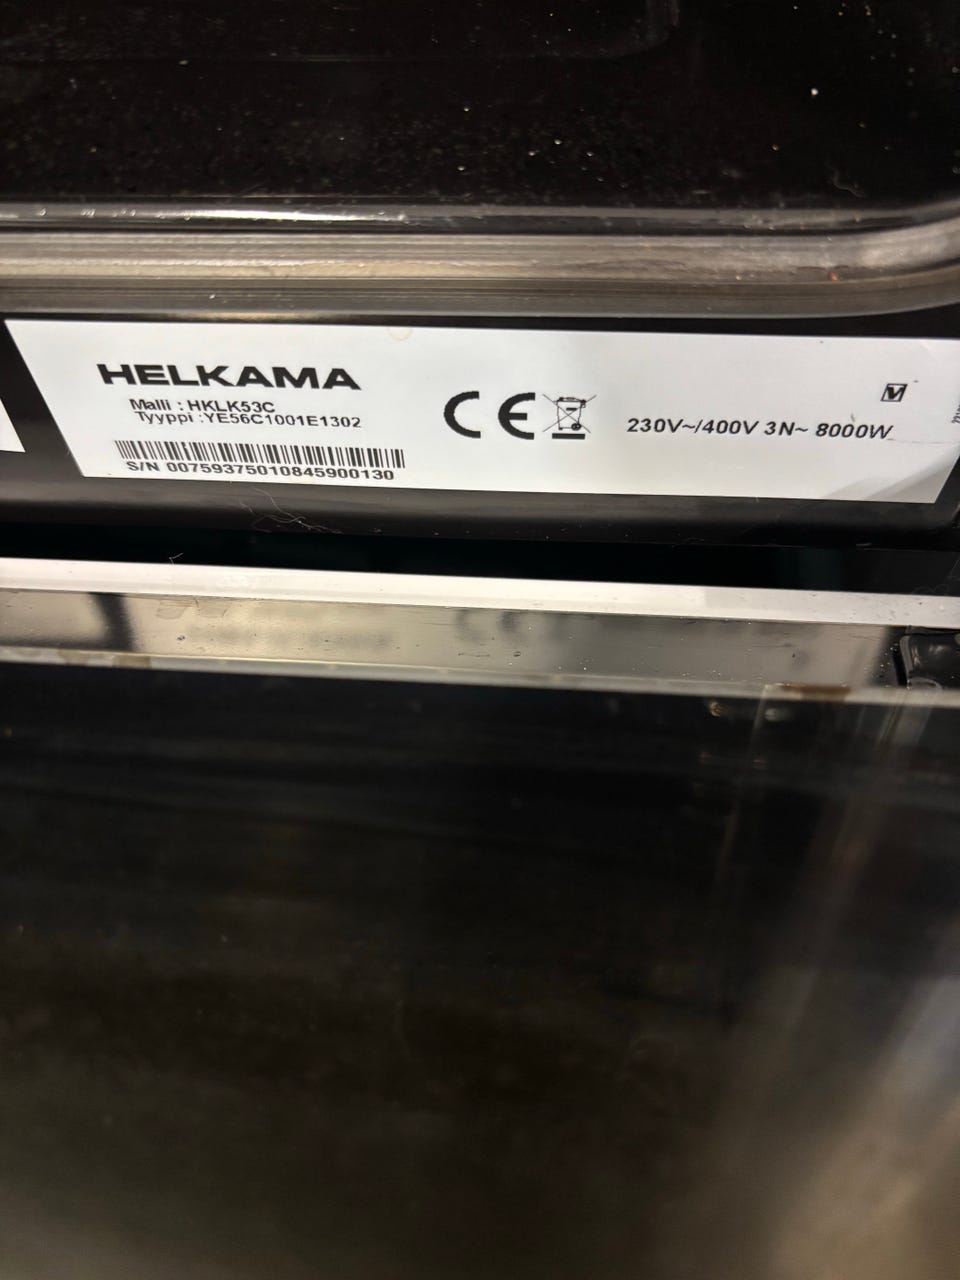 HELKAMA
Malli : HKLK53C
Tyyppi :YE56C1001E1302
S/N 00759375010845900130
CE
230V~/400V 3N~ 8000W